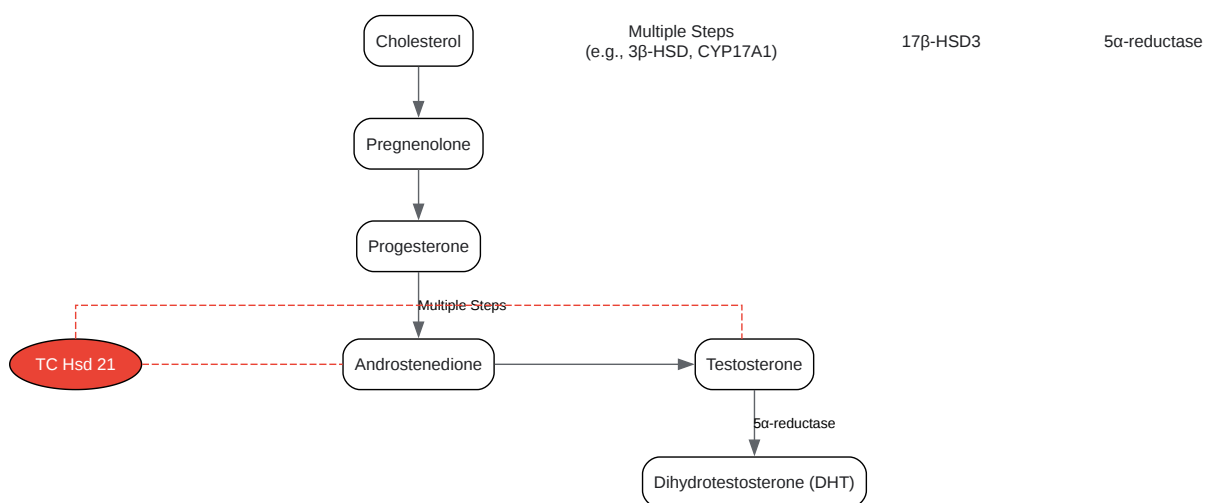 Cholesterol
Multiple Steps
(e.g., 3β-HSD, CYP17A1)
17β-HSD3
5α-reductase
Pregnenolone
Progesterone
Multiple Steps
TC Hsd 21
Androstenedione
Testosterone
5α-reductase
Dihydrotestosterone (DHT)